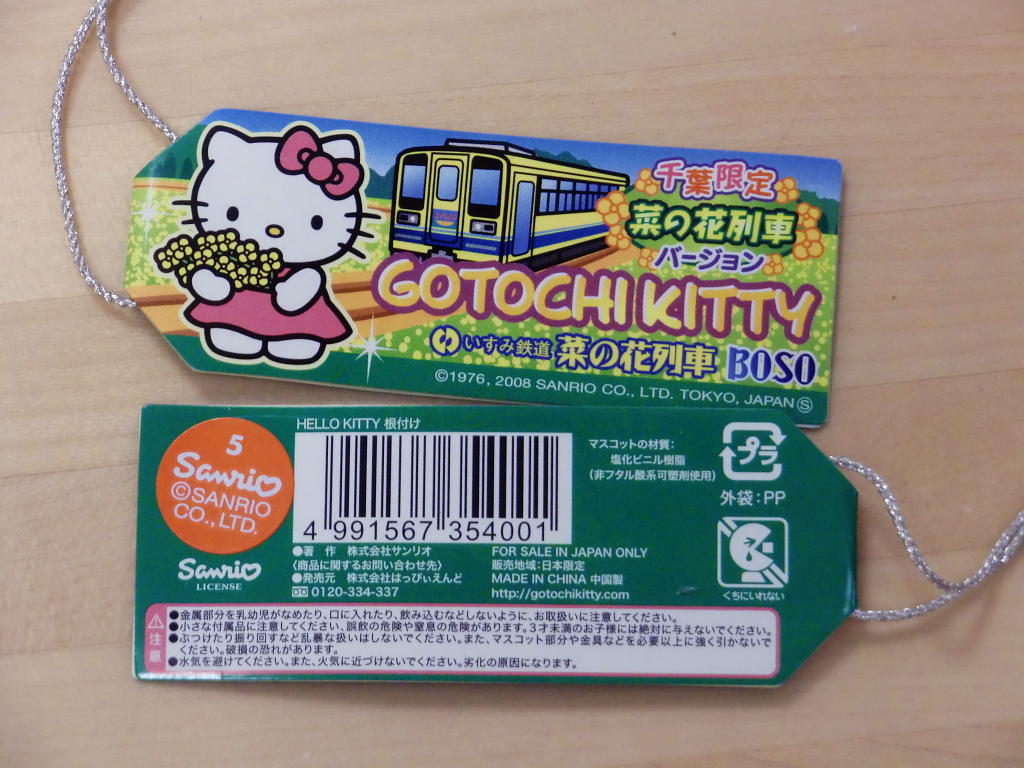 千葉限定
菜の花列車
バージョン
GOTOCHI KITTY
いすみ鉄道 菜の花列車 BOSO
©1976, 2008 SANRIO CO., LTD. TOKYO, JAPAN Ⓢ
5
Sanrio
©SANRIO
CO., LTD.
Sanrio
LICENSE
HELLO KITTY 根付け
4 991567 354001
●著　作　株式会社サンリオ
〈商品に関するお問い合わせ先〉
●発売元　株式会社はっぴぃえんど
0120-334-337
マスコットの材質:
塩化ビニル樹脂
(非フタル酸系可塑剤使用)
FOR SALE IN JAPAN ONLY
販売地域:日本限定
MADE IN CHINA 中国製
http://gotochikitty.com
プラ
外袋:PP
くちにいれない
注意
●金属部分を乳幼児がなめたり、口に入れたり、飲み込むなどしないように、お取扱いに注意してください。
●小さな付属品に注意してください、誤飲の危険や窒息の危険があります。3才未満のお子様には絶対に与えないでください。
●ぶつけたり振り回すなど乱暴な扱いはしないでください。また、マスコット部分や金具などを必要以上に強く引かないで
ください。破損の恐れがあります。
●水気を避けてください。また、火気に近づけないでください。劣化の原因になります。